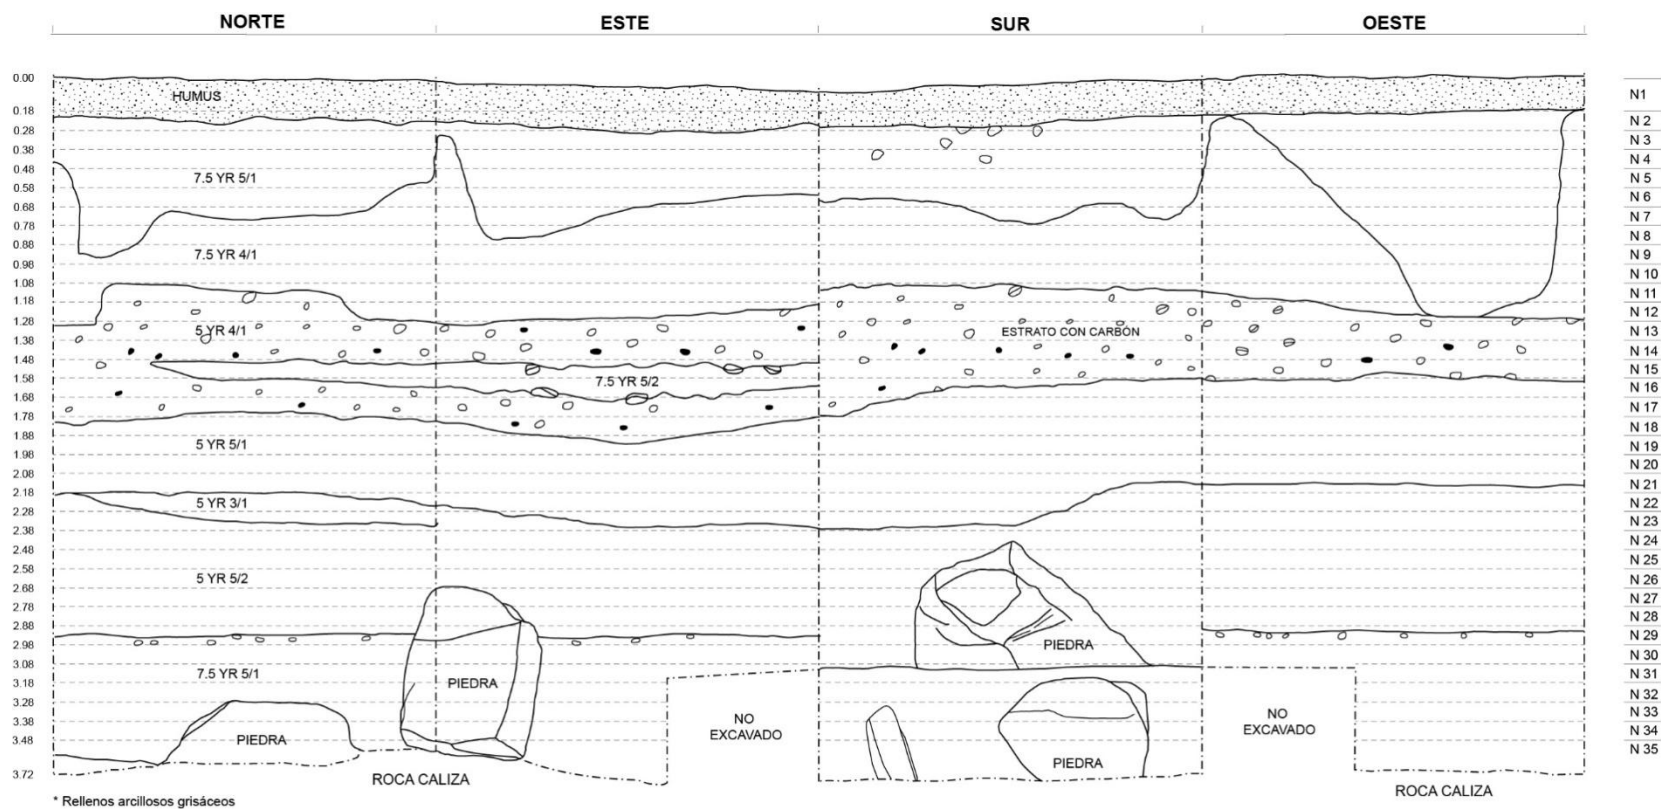 NORTE ESTE SUR OESTE
0.00
HUMUS
N1
0.18
N 2
0.28
N 3
0.38
N 4
0.48
7.5 YR 5/1
N 5
0.58
N 6
0.68
N 7
0.78
N 8
0.88
7.5 YR 4/1
N 9
0.98
N 10
1.08
N 11
1.18
N 12
1.28
5 YR 4/1
ESTRATO CON CARBÓN
N 13
1.38
N 14
1.48
N 15
1.58
7.5 YR 5/2
N 16
1.68
N 17
1.78
N 18
1.88
5 YR 5/1
N 19
1.98
N 20
2.08
N 21
2.18
5 YR 3/1
N 22
2.28
N 23
2.38
N 24
2.48
N 25
2.58
5 YR 5/2
N 26
2.68
N 27
2.78
N 28
2.88
N 29
2.98
PIEDRA
N 30
3.08
7.5 YR 5/1
N 31
3.18
PIEDRA
N 32
3.28
N 33
3.38
NO
EXCAVADO
NO
EXCAVADO
N 34
3.48
PIEDRA
N 35
PIEDRA
3.72
ROCA CALIZA
ROCA CALIZA
* Rellenos arcillosos grisáceos